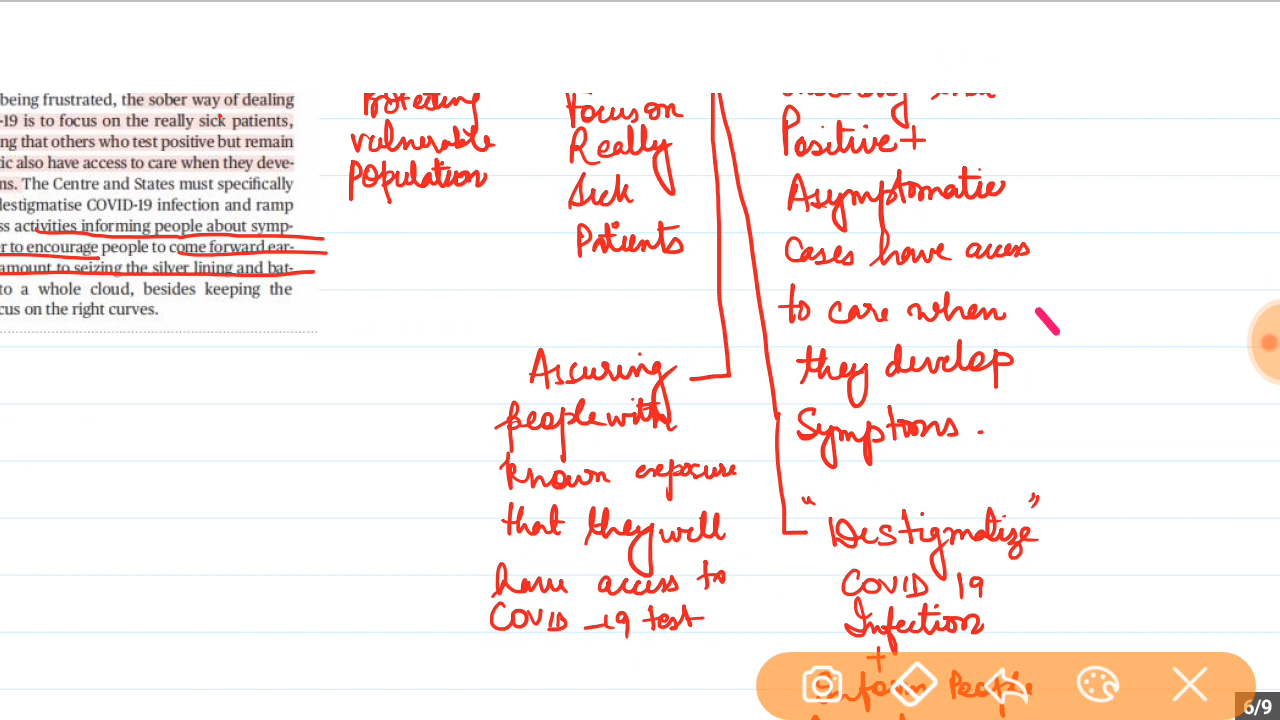 being frustrated, the sober way of dealing
-19 is to focus on the really sick patients,
ng that others who test positive but remain
tic also have access to care when they deve-
ns. The Centre and States must specifically
lestigmatise COVID-19 infection and ramp
ss activities informing people about symp-
er to encourage people to come forward ear-
amount to seizing the silver lining and bat-
to a whole cloud, besides keeping the
cus on the right curves.
Protecting
vulnerable
Population
Focus on
Really
Sick
Patients
Assuring
people with
known exposure
that they well
have access to
COVID -19 test
Positive +
Asymptomatic
Cases have access
to care when
they develop
Symptoms.
"Destigmatize"
COVID 19
Infection
+
Inform People
6/9